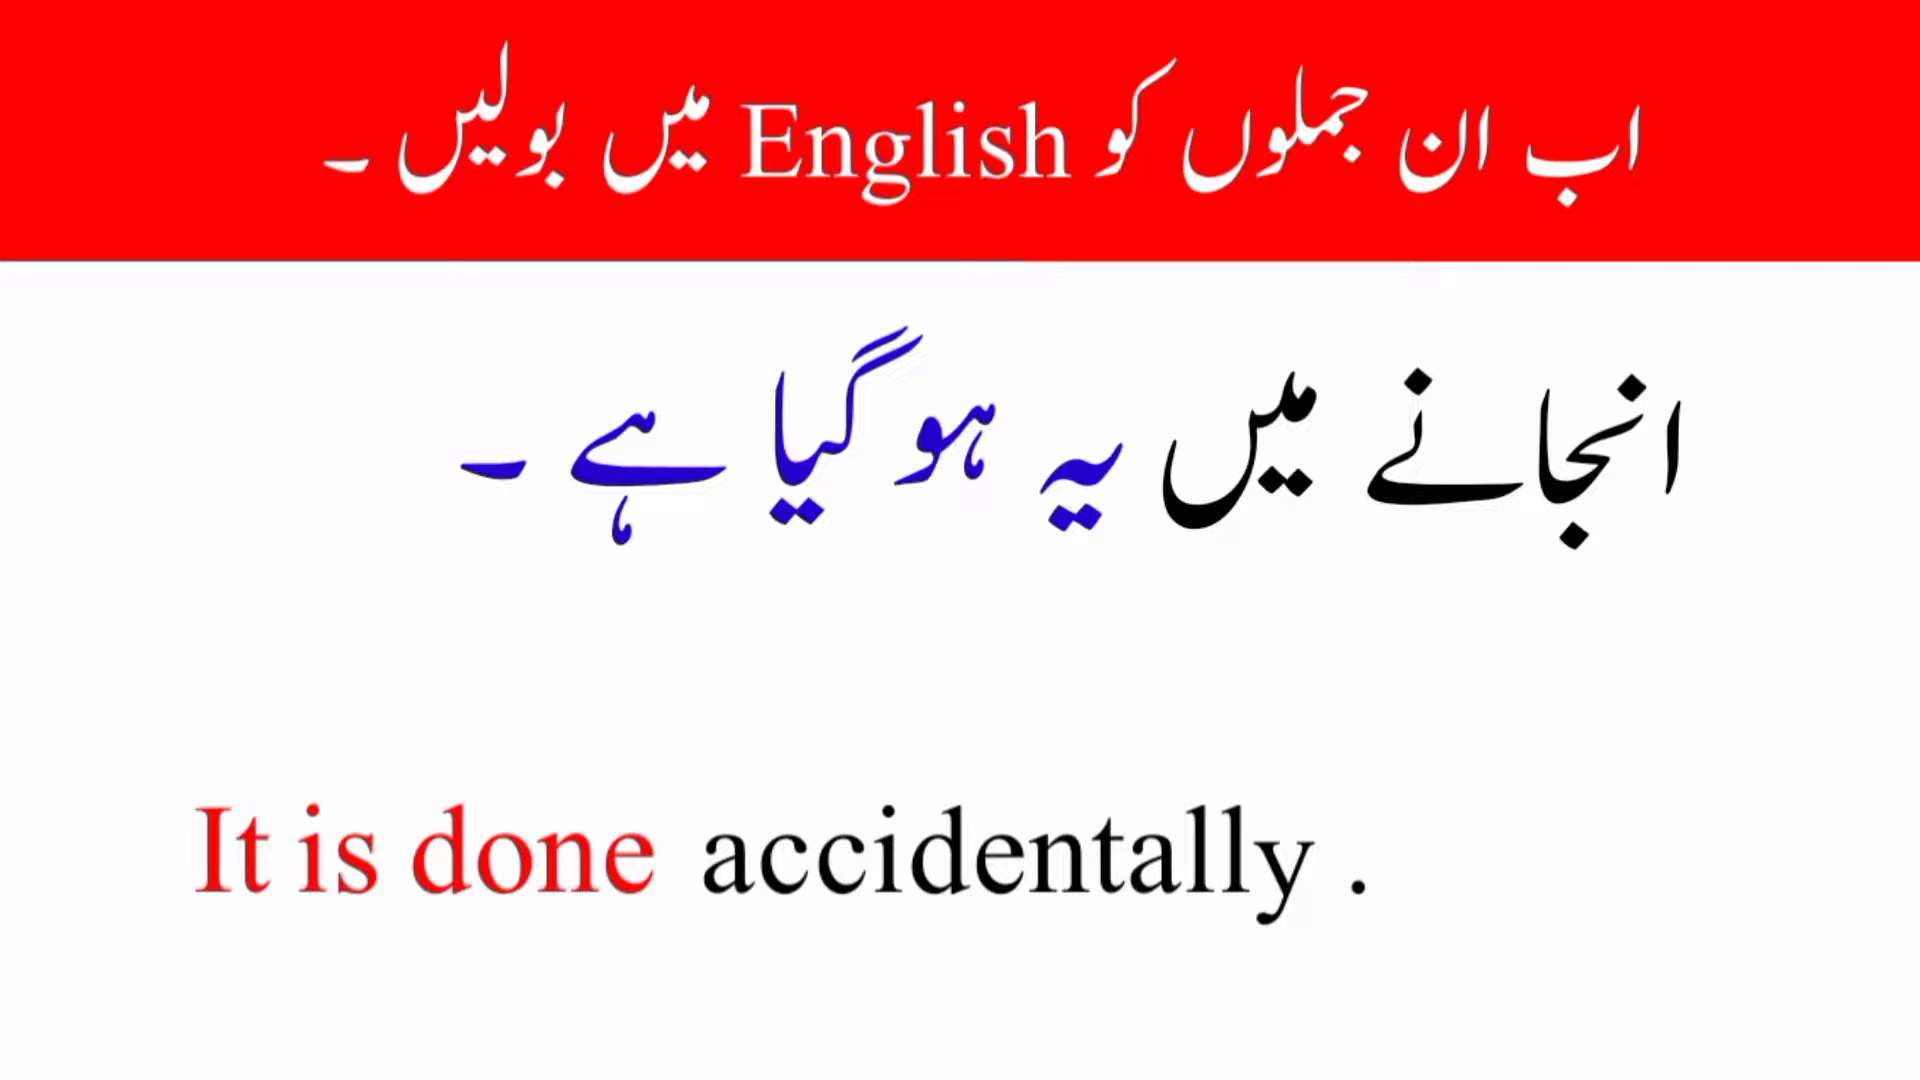 اب ان جملوں کو English میں بولیں ۔
انجانے میں یہ ہو گیا ہے ۔
It is done accidentally .